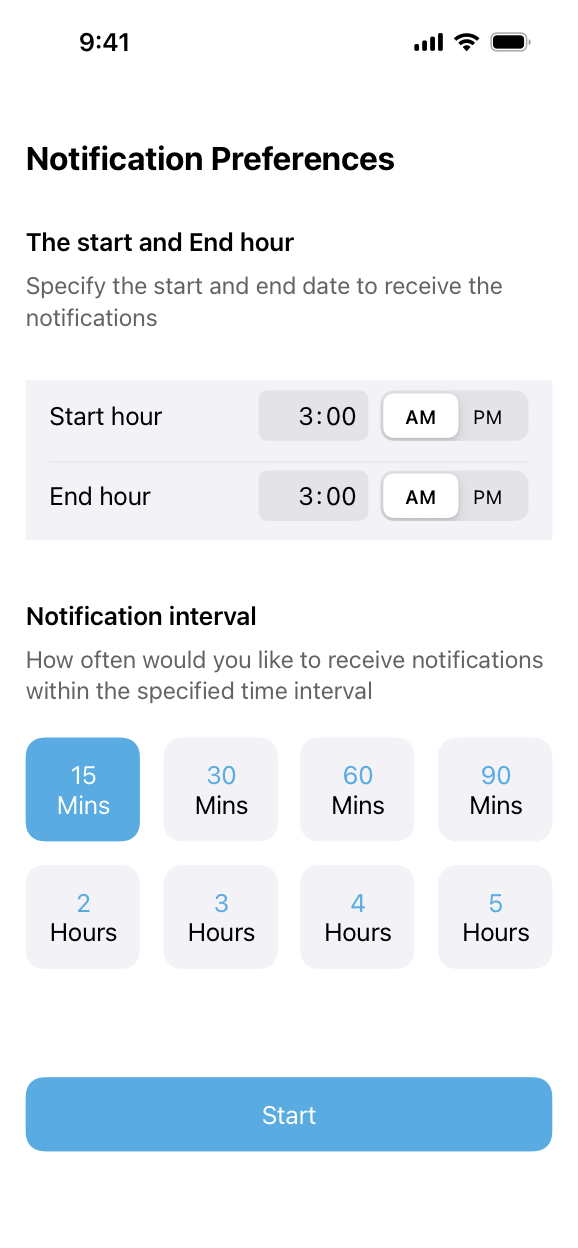 9:41
Notification Preferences
The start and End hour
Specify the start and end date to receive the
notifications
Start hour 3:00 AM PM
End hour 3:00 AM PM
Notification interval
How often would you like to receive notifications
within the specified time interval
15 30 60 90
Mins Mins Mins Mins
2 3 4 5
Hours Hours Hours Hours
Start